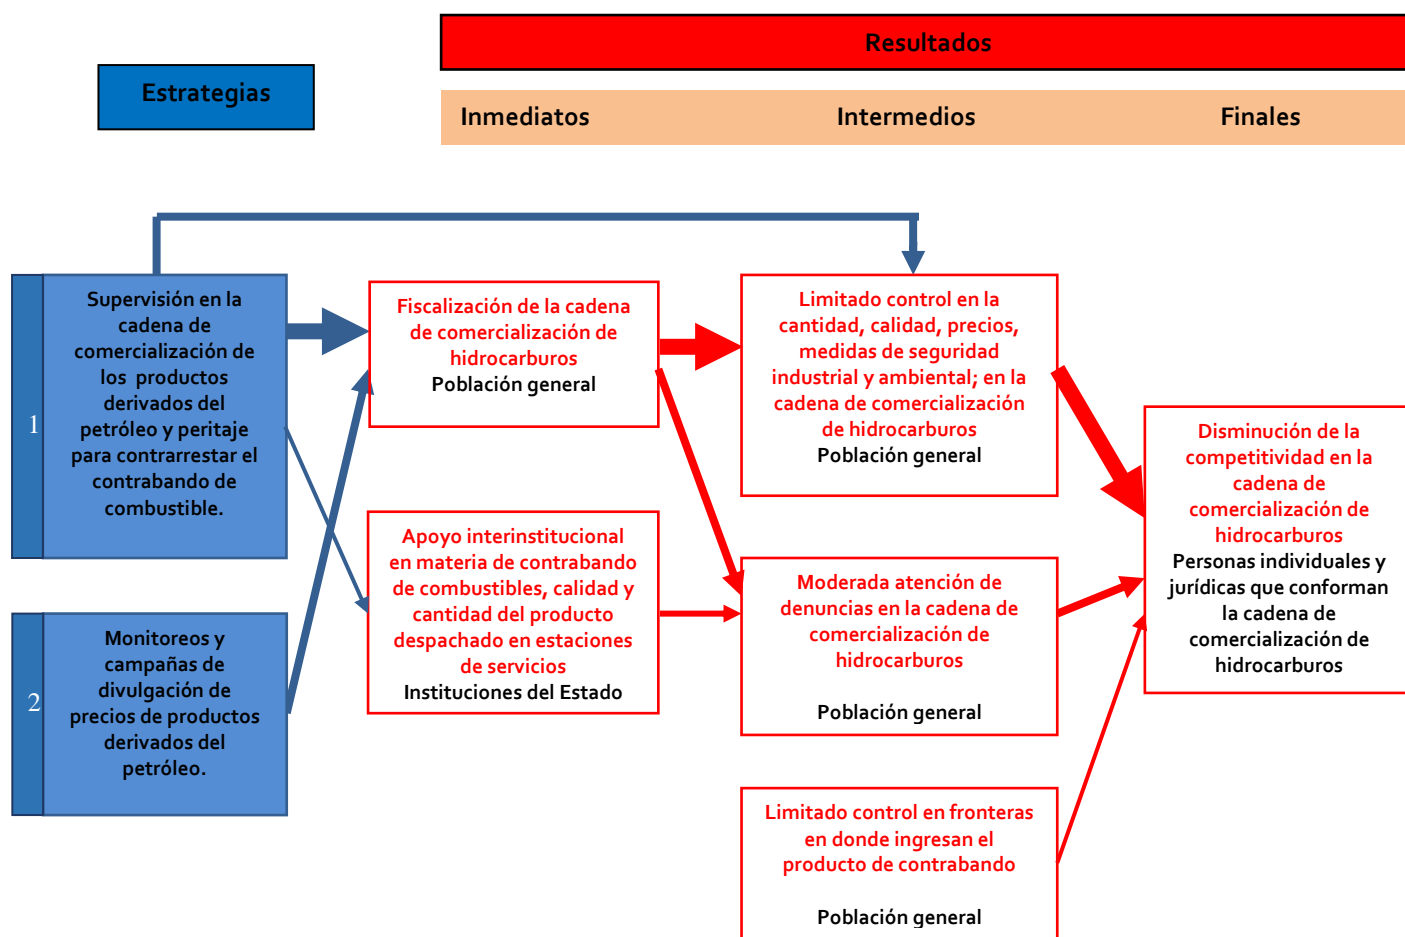 Resultados
Estrategias
Inmediatos
Intermedios
Finales
1
Supervisión en la
cadena de
comercialización de
los productos
derivados del
petróleo y peritaje
para contrarrestar el
contrabando de
combustible.
2
Monitoreos y
campañas de
divulgación de
precios de productos
derivados del
petróleo.
Fiscalización de la cadena
de comercialización de
hidrocarburos
Población general
Apoyo interinstitucional
en materia de contrabando
de combustibles, calidad y
cantidad del producto
despachado en estaciones
de servicios
Instituciones del Estado
Limitado control en la
cantidad, calidad, precios,
medidas de seguridad
industrial y ambiental; en la
cadena de comercialización
de hidrocarburos
Población general
Moderada atención de
denuncias en la cadena de
comercialización de
hidrocarburos
Población general
Limitado control en fronteras
en donde ingresan el
producto de contrabando
Población general
Disminución de la
competitividad en la
cadena de
comercialización de
hidrocarburos
Personas individuales y
jurídicas que conforman
la cadena de
comercialización de
hidrocarburos